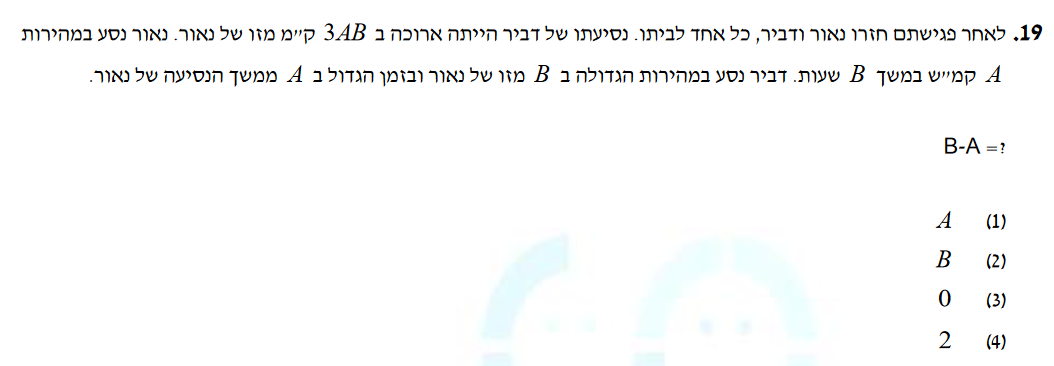 19. לאחר פגישתם חזרו נאור ודביר, כל אחד לביתו. נסיעתו של דביר הייתה ארוכה ב 3AB ק״מ מזו של נאור. נאור נסע במהירות
A קמ״ש במשך B שעות. דביר נסע במהירות הגדולה ב B מזו של נאור ובזמן הגדול ב A ממשך הנסיעה של נאור.
B-A =?
(1) A
(2) B
(3) 0
(4) 2